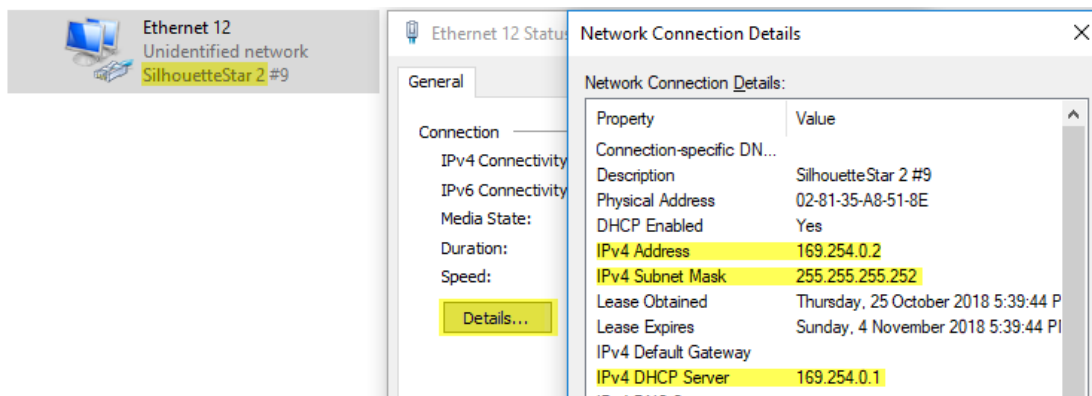 Ethernet 12
Unidentified network
SilhouetteStar 2 #9
Ethernet 12 Status
General
Connection
IPv4 Connectivity
IPv6 Connectivity
Media State:
Duration:
Speed:
Details...
Network Connection Details
Network Connection Details:
Property Value
Connection-specific DN...
Description SilhouetteStar 2 #9
Physical Address 02-81-35-A8-51-8E
DHCP Enabled Yes
IPv4 Address 169.254.0.2
IPv4 Subnet Mask 255.255.255.252
Lease Obtained Thursday, 25 October 2018 5:39:44 P
Lease Expires Sunday, 4 November 2018 5:39:44 P
IPv4 Default Gateway
IPv4 DHCP Server 169.254.0.1